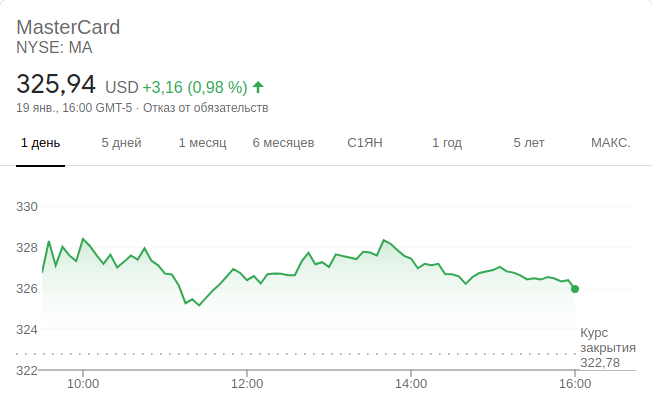 MasterCard
NYSE: MA
325,94 USD +3,16 (0,98 %)
19 янв., 16:00 GMT-5 · Отказ от обязательств
1 день 5 дней 1 месяц 6 месяцев С1ЯН 1 год 5 лет МАКС.
330
328
326
324
Курс
закрытия
322,78
322
10:00 12:00 14:00 16:00